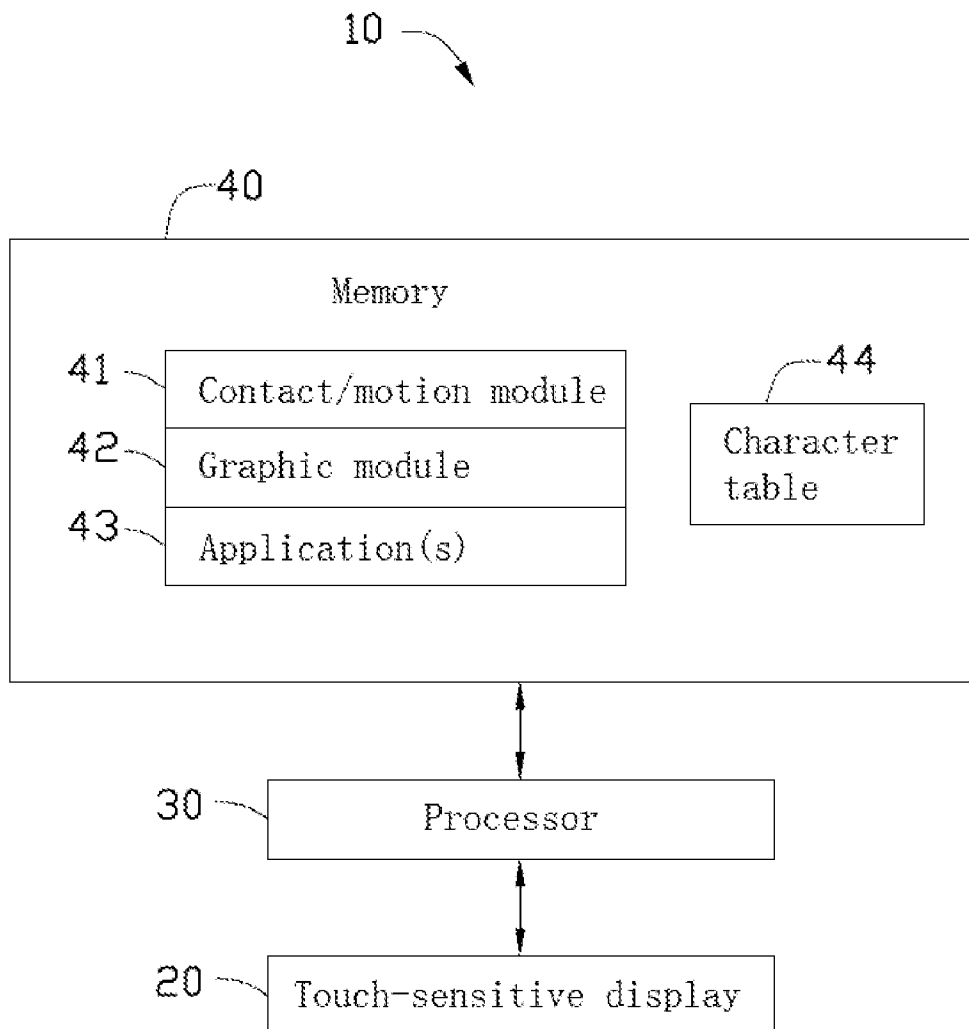 10
40
Memory
41
Contact/motion module
44
42
Graphic module
Character
table
43
Application(s)
30
Processor
20
Touch-sensitive display